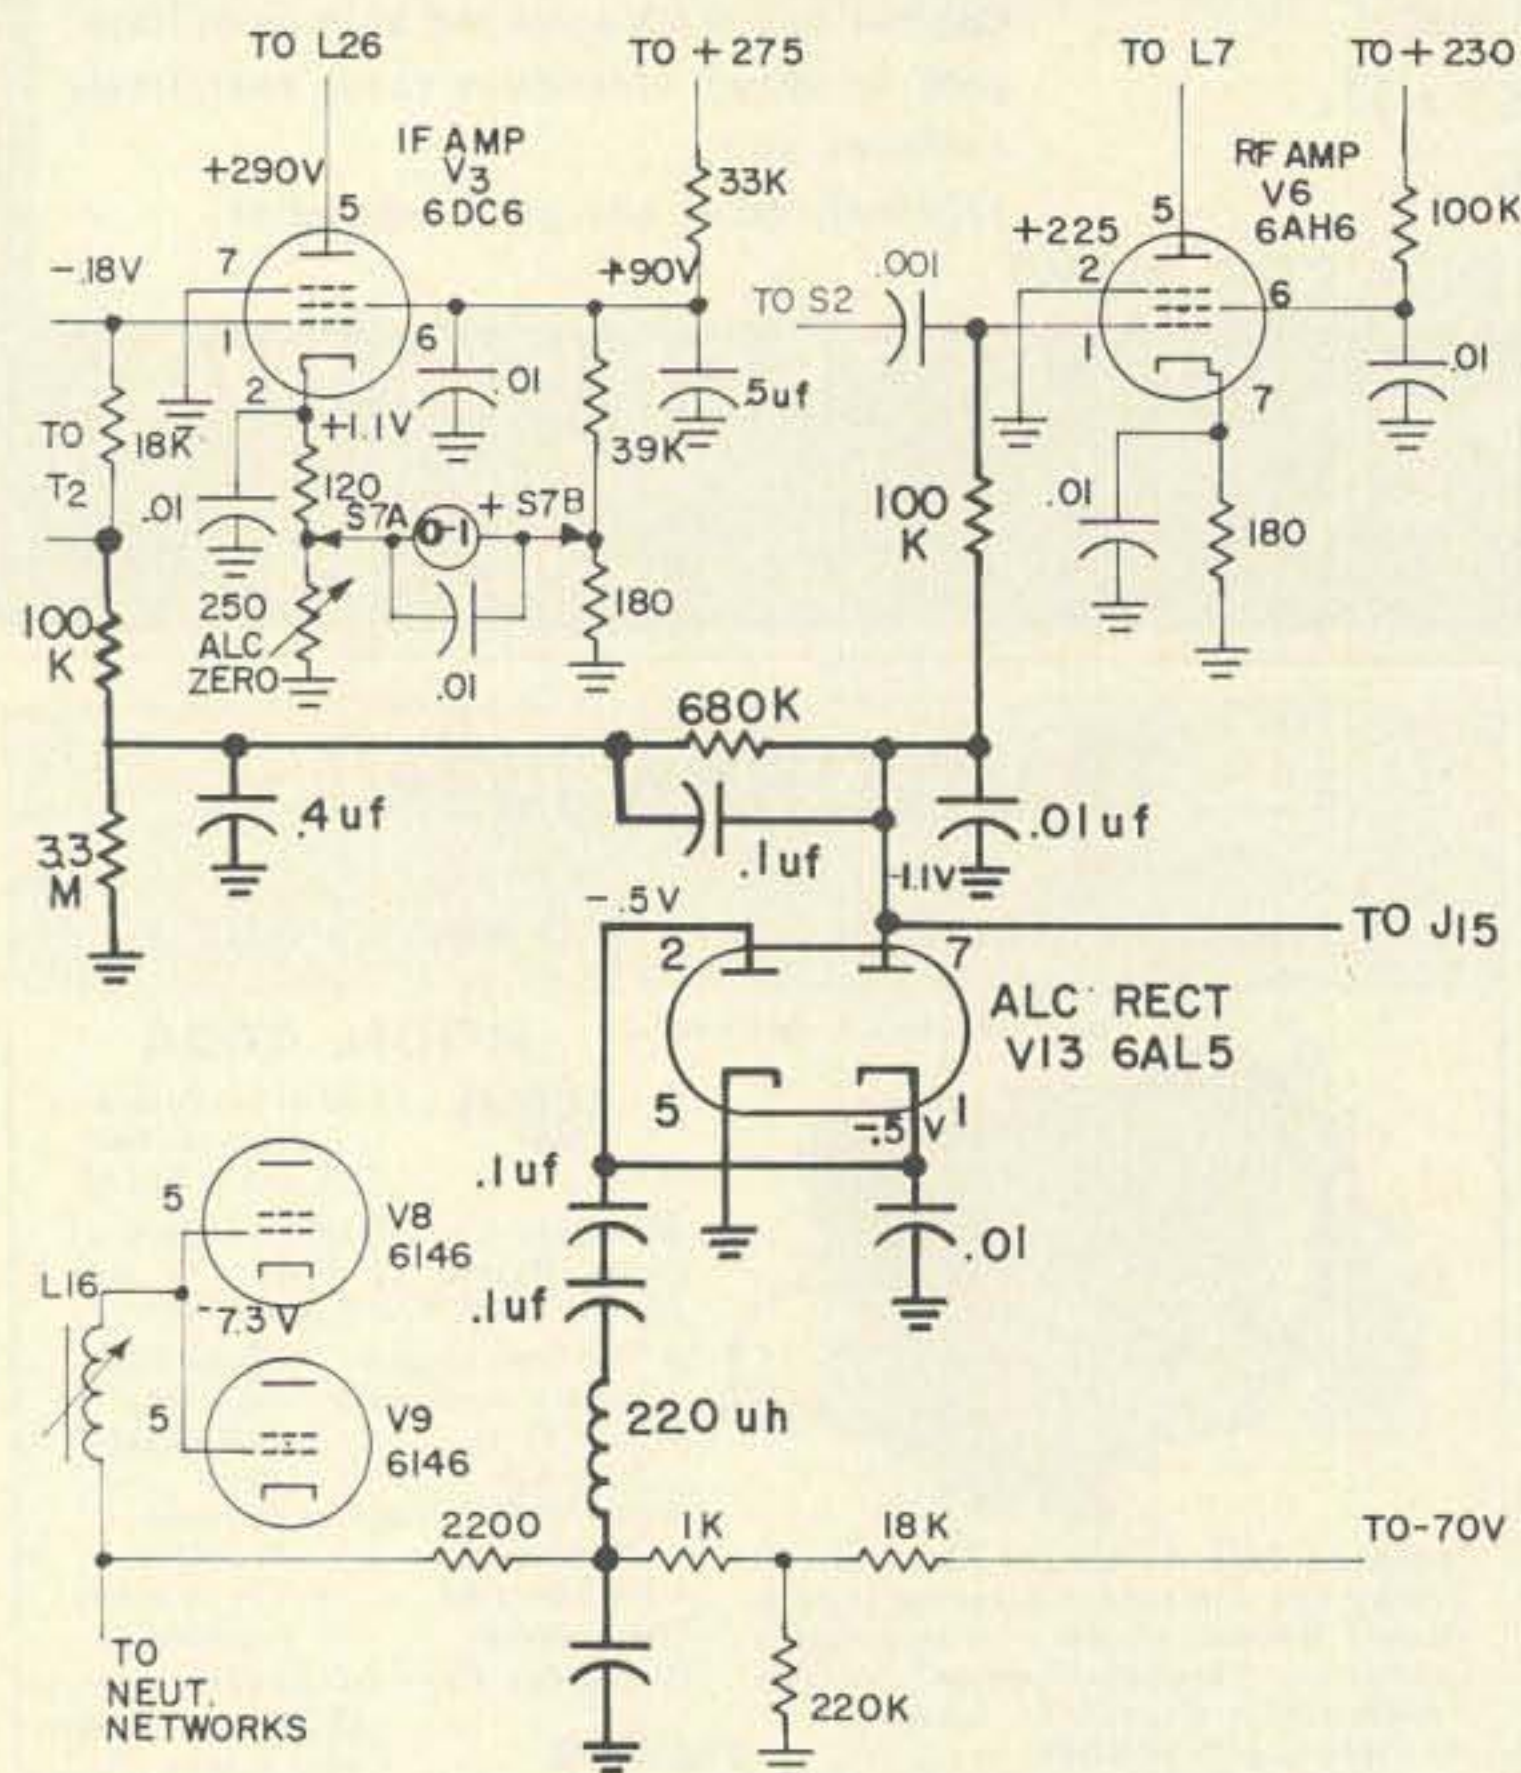 TO L26
TO +275
TO L7
TO +230
IF AMP
V3
6DC6
+290V
5
33K
RF AMP
V6
6AH6
+225
5
100K
-.18V
7
+90V
.001
2
6
TO S2
1
6
.01
1
.01
2
+1.1V
.5uf
7
TO
T2
18K
39K
.01
120
S7A
0-1
+ S7B
100
K
.01
180
100
K
250
ALC
ZERO
.01
180
680K
.4uf
.1uf
.01uf
3.3
M
-1.1V
-.5V
2
7
TO J15
ALC RECT
V13 6AL5
5
-.5V
1
.1uf
5
V8
6146
.01
L16
-7.3V
.1uf
5
V9
6146
220 uh
2200
1K
18K
TO-70V
TO
NEUT.
NETWORKS
220K